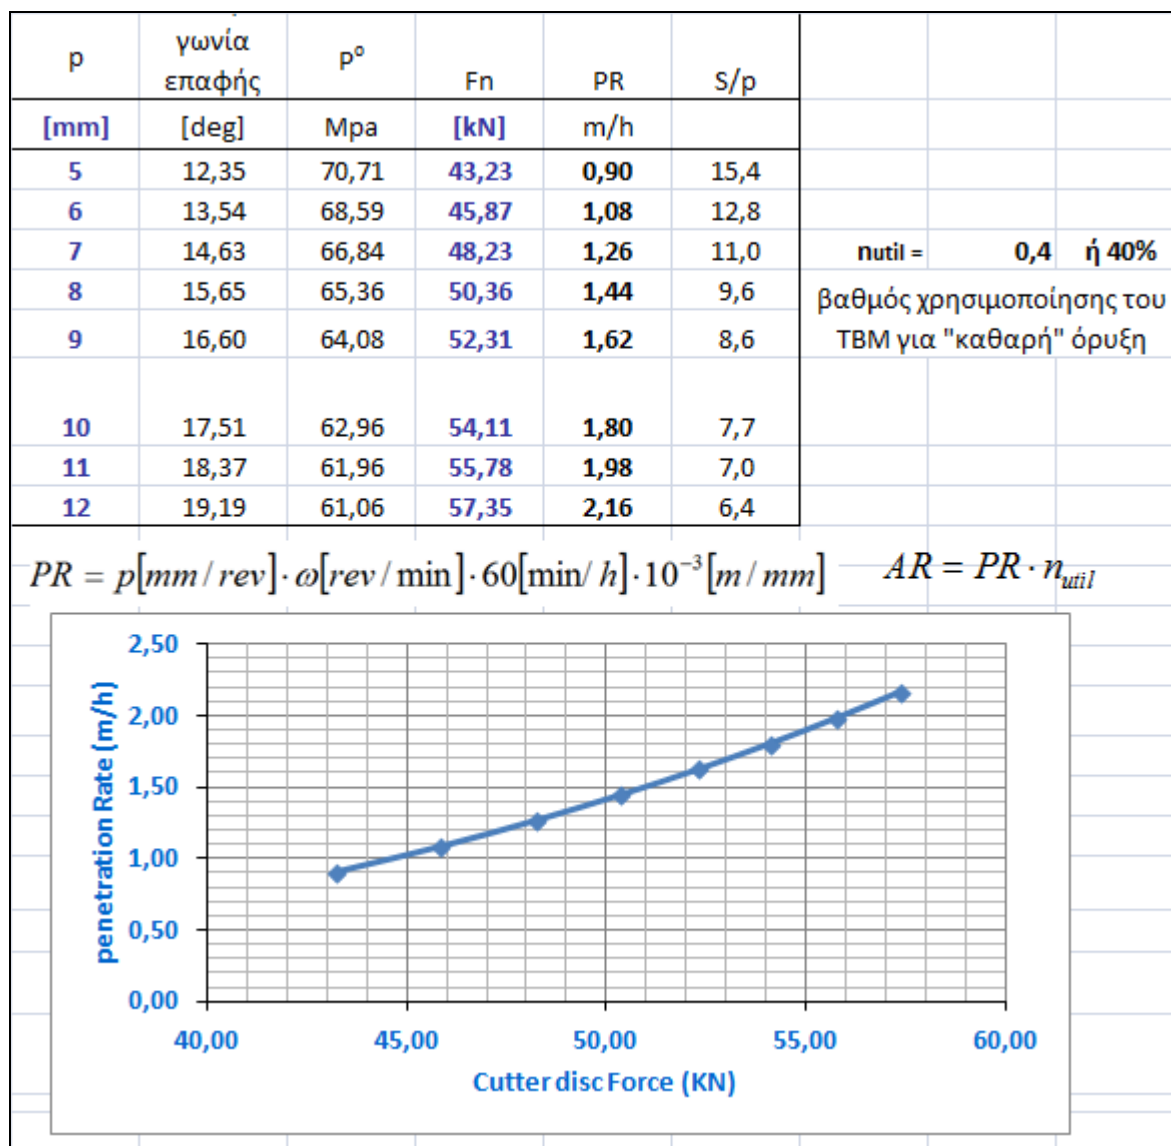 p γωνία επαφής P⁰ Fn PR S/p
[mm] [deg] Mpa [kN] m/h
5 12,35 70,71 43,23 0,90 15,4
6 13,54 68,59 45,87 1,08 12,8
7 14,63 66,84 48,23 1,26 11,0 nutil = 0,4 ή 40%
8 15,65 65,36 50,36 1,44 9,6 βαθμός χρησιμοποίησης του
9 16,60 64,08 52,31 1,62 8,6 TBM για "καθαρή" όρυξη
10 17,51 62,96 54,11 1,80 7,7
11 18,37 61,96 55,78 1,98 7,0
12 19,19 61,06 57,35 2,16 6,4
PR = p[mm / rev] · ω[rev / min] · 60[min/ h] · 10⁻³ [m / mm] AR = PR · n_util
penetration Rate (m/h)
2,50
2,00
1,50
1,00
0,50
0,00
40,00 45,00 50,00 55,00 60,00
Cutter disc Force (KN)